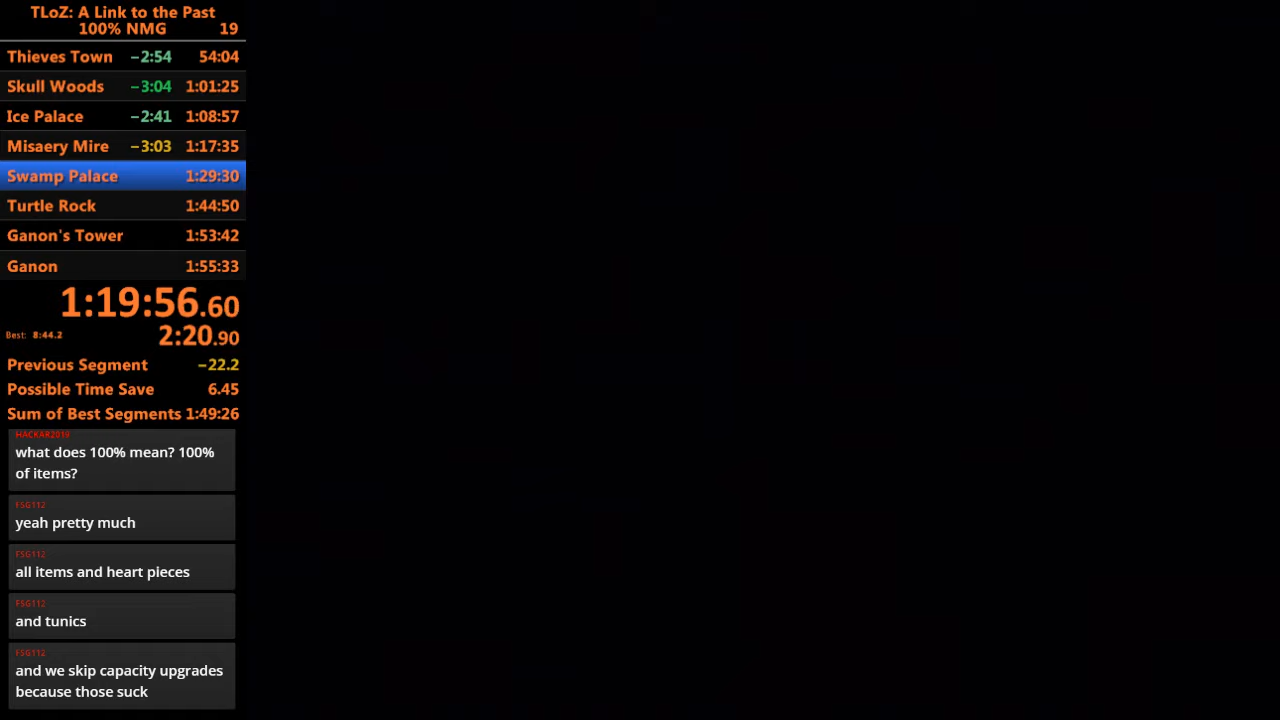 TLoZ: A Link to the Past
100% NMG 19
Thieves Town −2:54 54:04
Skull Woods −3:04 1:01:25
Ice Palace −2:41 1:08:57
Misaery Mire −3:03 1:17:35
Swamp Palace 1:29:30
Turtle Rock 1:44:50
Ganon's Tower 1:53:42
Ganon 1:55:33
1:19:56.60
Best: 8:44.2 2:20.90
Previous Segment −22.2
Possible Time Save 6.45
Sum of Best Segments 1:49:26
HACKAR2019
what does 100% mean? 100%
of items?
FSG112
yeah pretty much
FSG112
all items and heart pieces
FSG112
and tunics
FSG112
and we skip capacity upgrades
because those suck